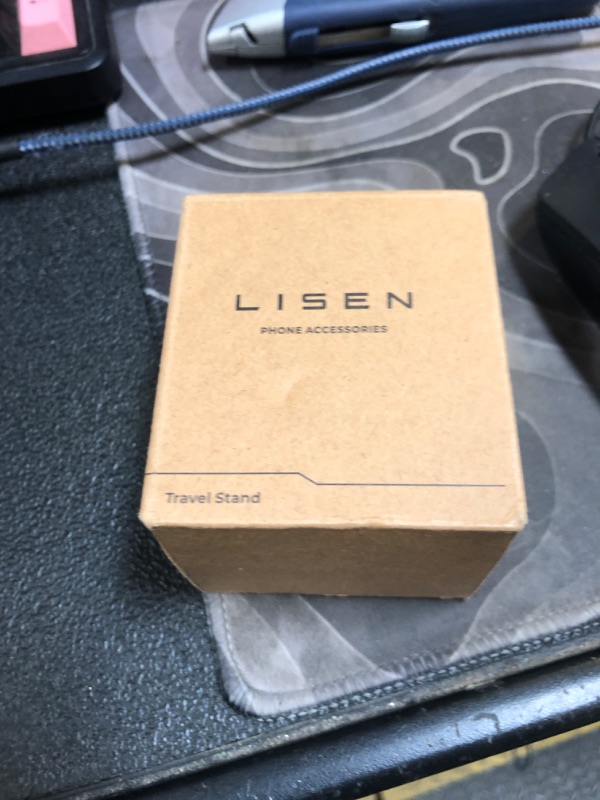 LISEN
PHONE ACCESSORIES
Travel Stand